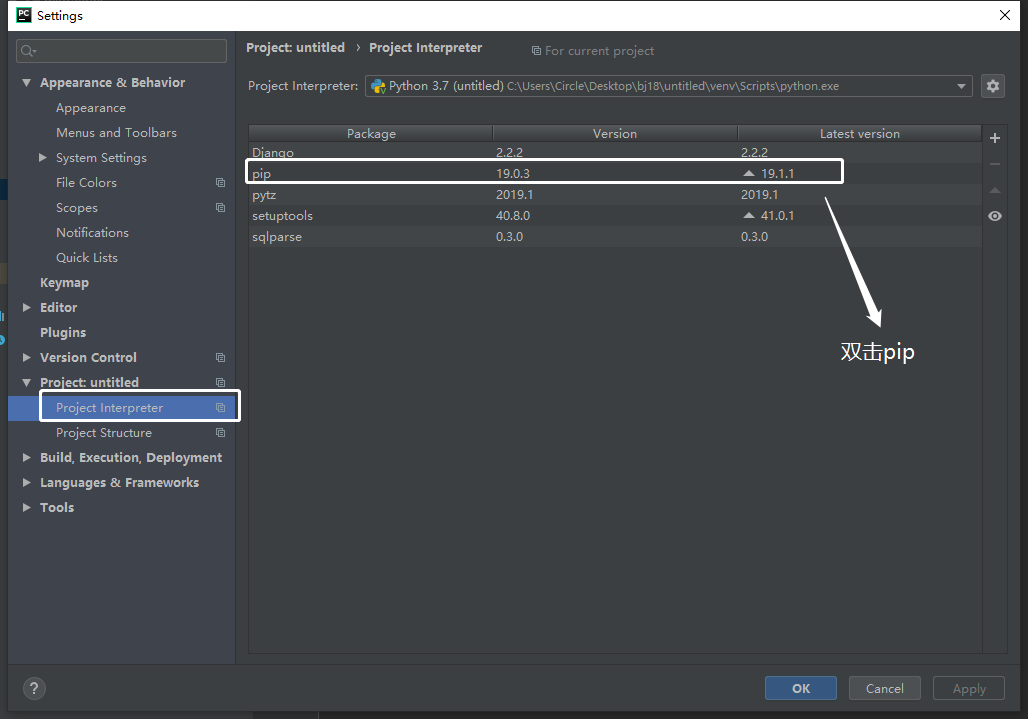 PC Settings
Project: untitled › Project Interpreter For current project
Appearance & Behavior
Appearance
Menus and Toolbars
System Settings
File Colors
Scopes
Notifications
Quick Lists
Keymap
Editor
Plugins
Version Control
Project: untitled
Project Interpreter
Project Structure
Build, Execution, Deployment
Languages & Frameworks
Tools
Project Interpreter: Python 3.7 (untitled) C:\Users\Circle\Desktop\bj18\untitled\venv\Scripts\python.exe
Package Version Latest version
Django 2.2.2 2.2.2
pip 19.0.3 19.1.1
pytz 2019.1 2019.1
setuptools 40.8.0 41.0.1
sqlparse 0.3.0 0.3.0
双击pip
? OK Cancel Apply